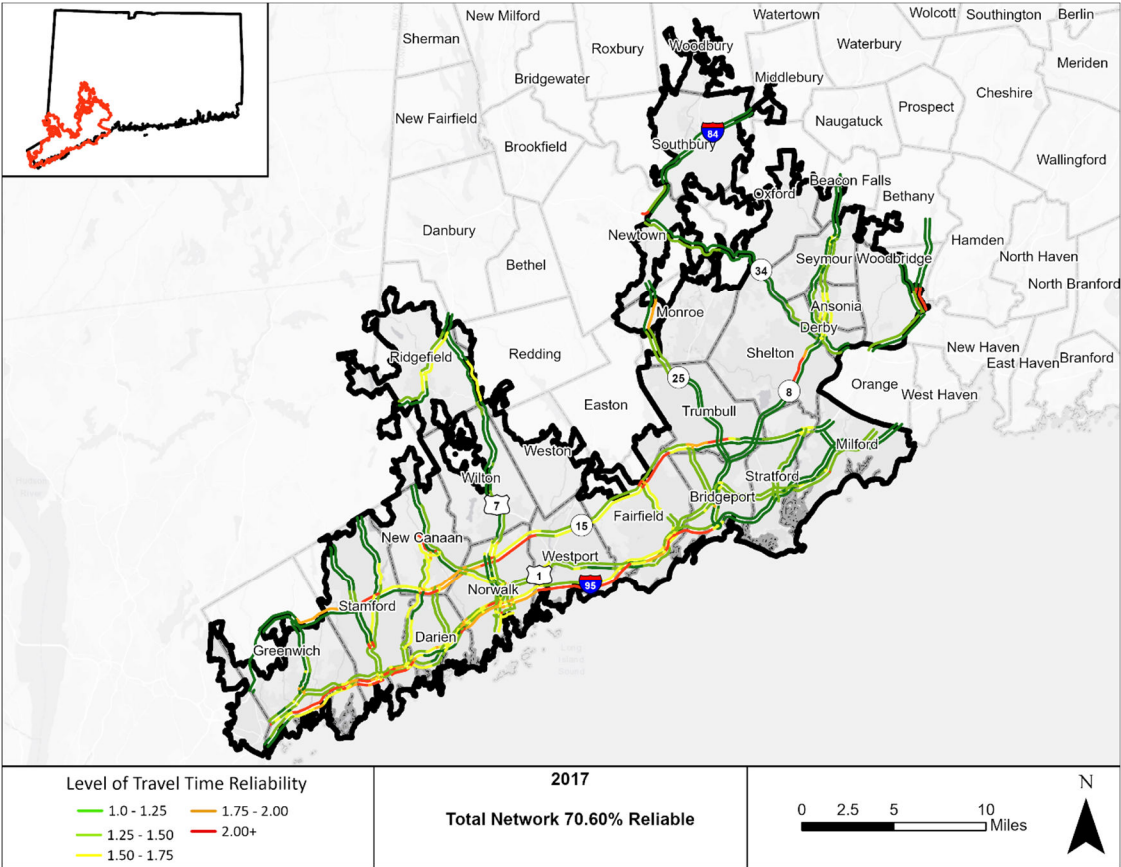 New Milford
Watertown
Wolcott
Southington
Berlin
Sherman
Roxbury
Woodbury
Waterbury
Meriden
Bridgewater
Middlebury
Cheshire
New Fairfield
Prospect
Naugatuck
84
Southbury
Brookfield
Wallingford
Beacon Falls
Oxford
Bethany
Danbury
Newtown
Hamden
Bethel
Seymour
Woodbridge
North Haven
34
North Branford
Ansonia
Monroe
Derby
New Haven
Ridgefield
Redding
Shelton
East Haven
Branford
25
Orange
8
West Haven
Easton
Trumbull
Milford
Weston
Wilton
Stratford
Bridgeport
7
Fairfield
15
New Canaan
Westport
1
95
Norwalk
Stamford
Darien
Greenwich
Level of Travel Time Reliability
1.0 - 1.25
1.25 - 1.50
1.50 - 1.75
1.75 - 2.00
2.00+
2017
Total Network 70.60% Reliable
0 2.5 5 10
Miles
N